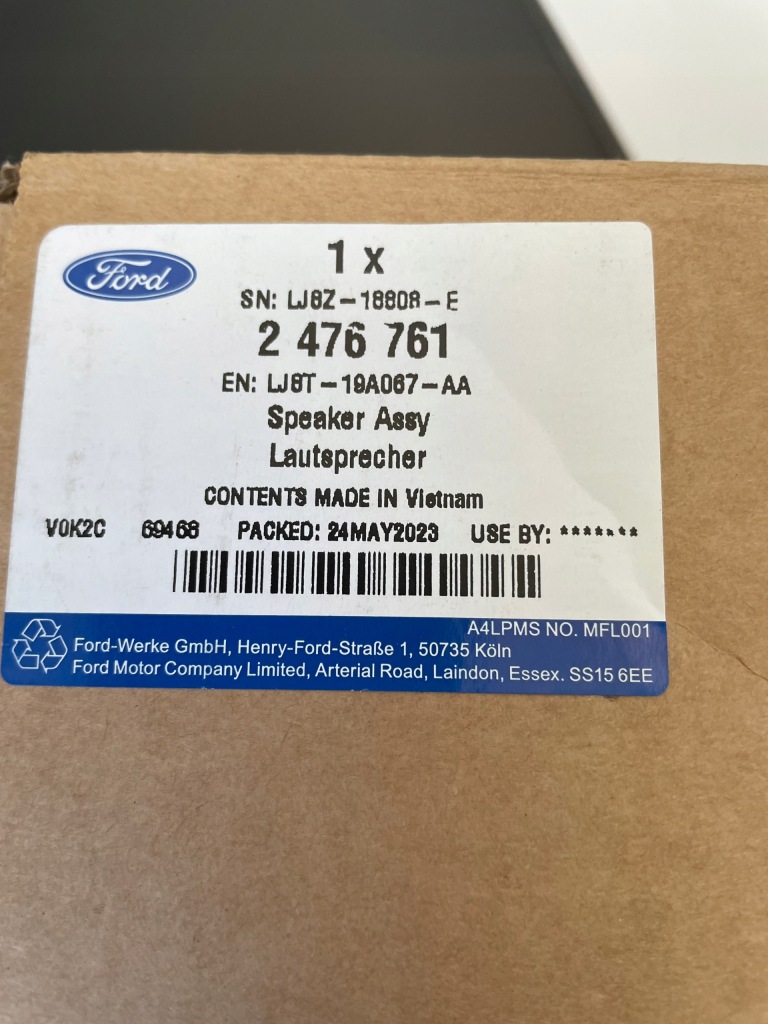 Ford
1 x
SN: LJ8Z-18808-E
2 476 761
EN: LJ8T-19A067-AA
Speaker Assy
Lautsprecher
CONTENTS MADE IN Vietnam
V0K2C 69468 PACKED: 24MAY2023 USE BY: *******
A4LPMS NO. MFL001
Ford-Werke GmbH, Henry-Ford-Straße 1, 50735 Köln
Ford Motor Company Limited, Arterial Road, Laindon, Essex. SS15 6EE